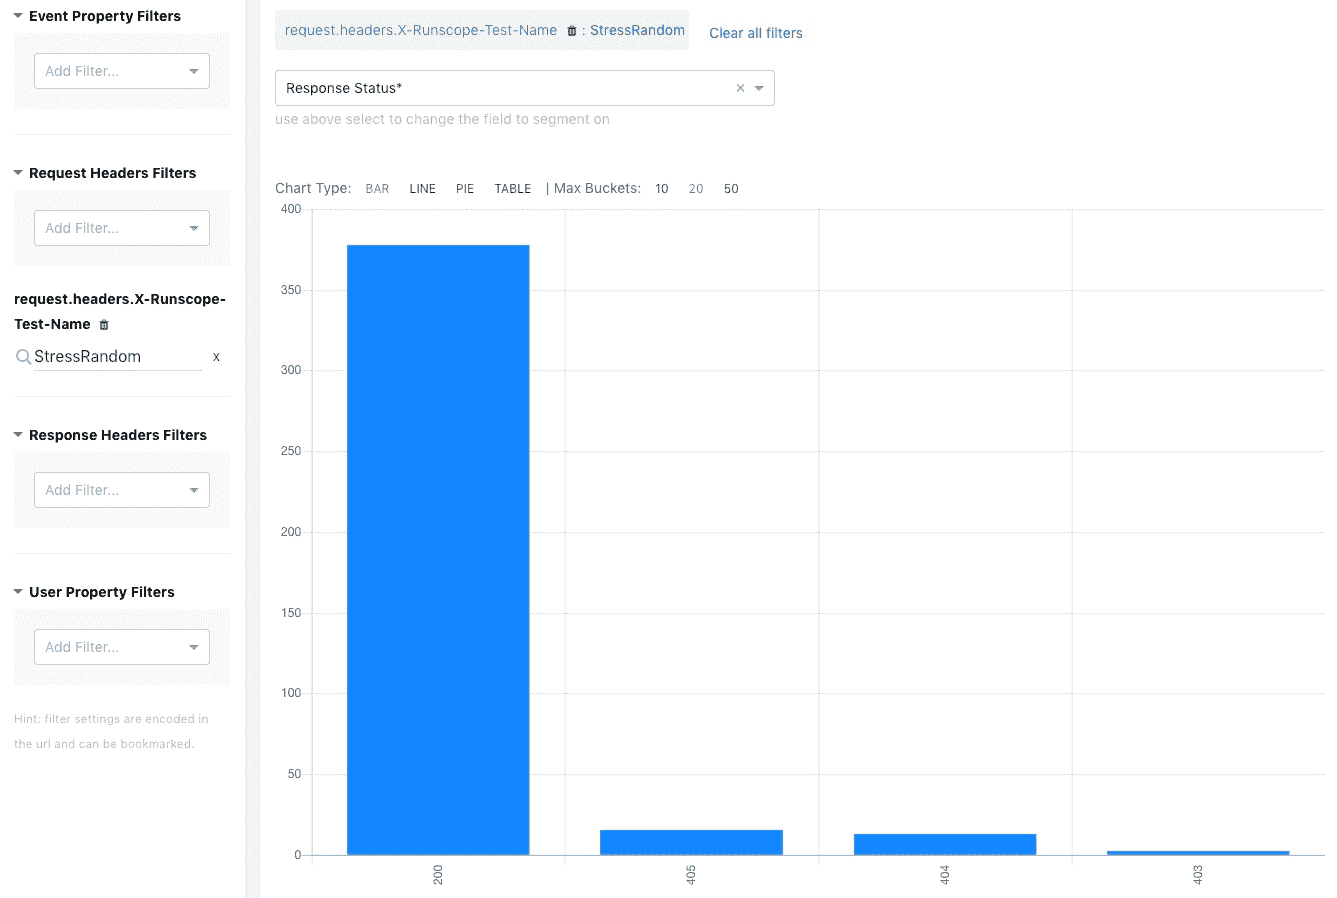 Event Property Filters
Add Filter...
Request Headers Filters
Add Filter...
request.headers.X-Runscope-
Test-Name
StressRandom x
Response Headers Filters
Add Filter...
User Property Filters
Add Filter...
Hint: filter settings are encoded in
the url and can be bookmarked.
request.headers.X-Runscope-Test-Name : StressRandom Clear all filters
Response Status* ×
use above select to change the field to segment on
Chart Type: BAR LINE PIE TABLE | Max Buckets: 10 20 50
400
350
300
250
200
150
100
50
0
200 405 404 403